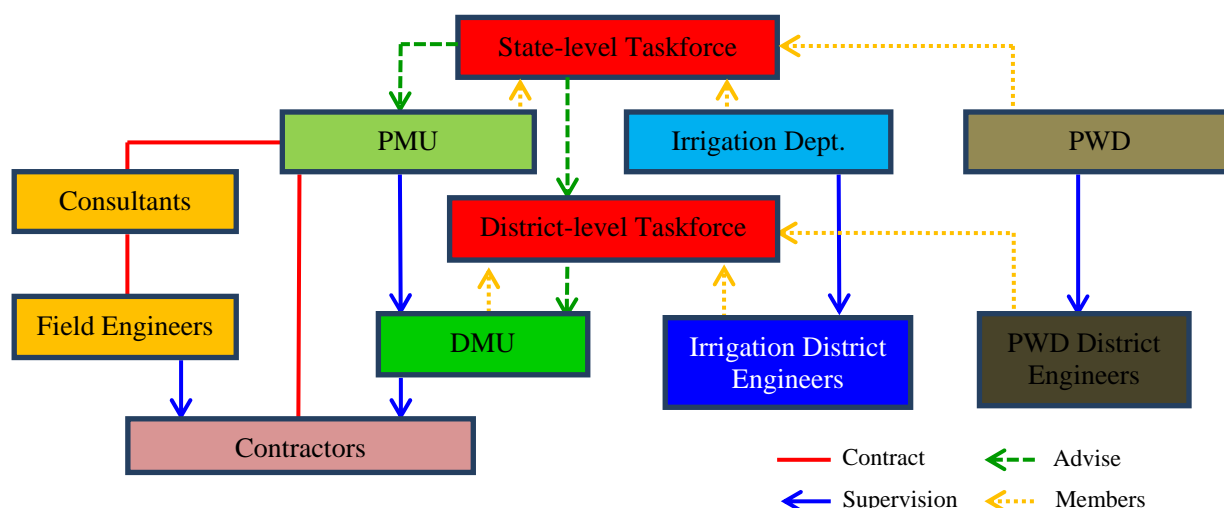 State-level Taskforce
PMU
Irrigation Dept.
PWD
Consultants
District-level Taskforce
Field Engineers
DMU
Irrigation District
Engineers
PWD District
Engineers
Contractors
Contract
Advise
Supervision
Members